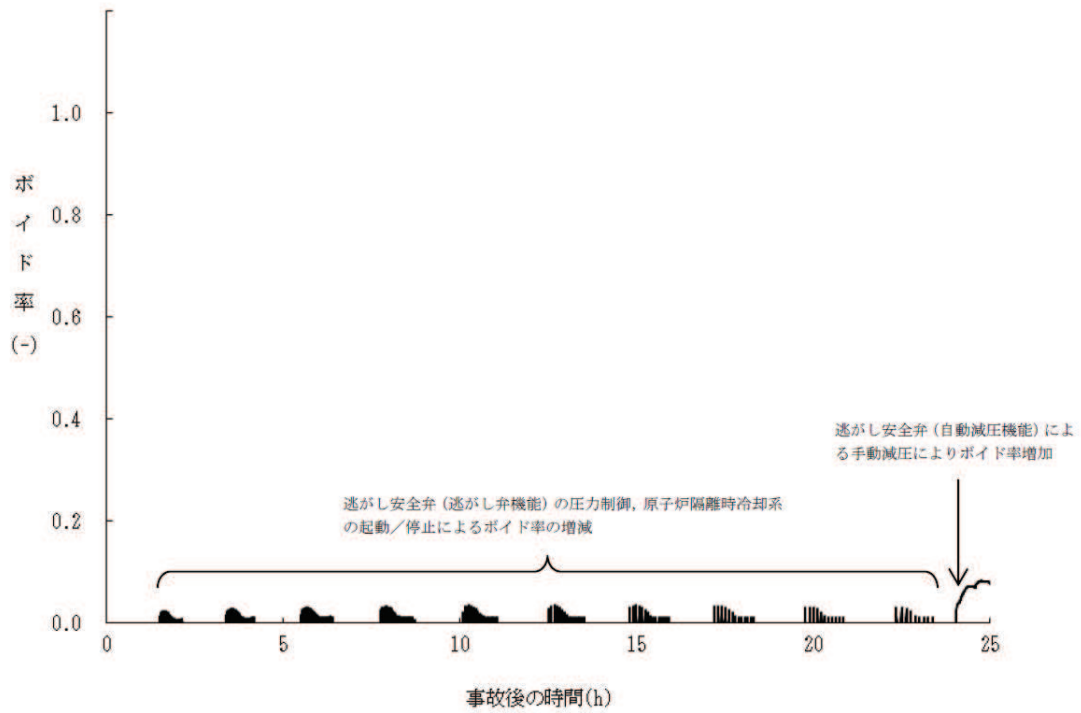 1.0
ボイド率(-)
0.8
0.6
0.4
逃がし安全弁(自動減圧機能)によ
る手動減圧によりボイド率増加
逃がし安全弁(逃がし弁機能)の圧力制御,原子炉隔離時冷却系
の起動/停止によるボイド率の増減
0.2
0.0
0 5 10 15 20 25
事故後の時間(h)